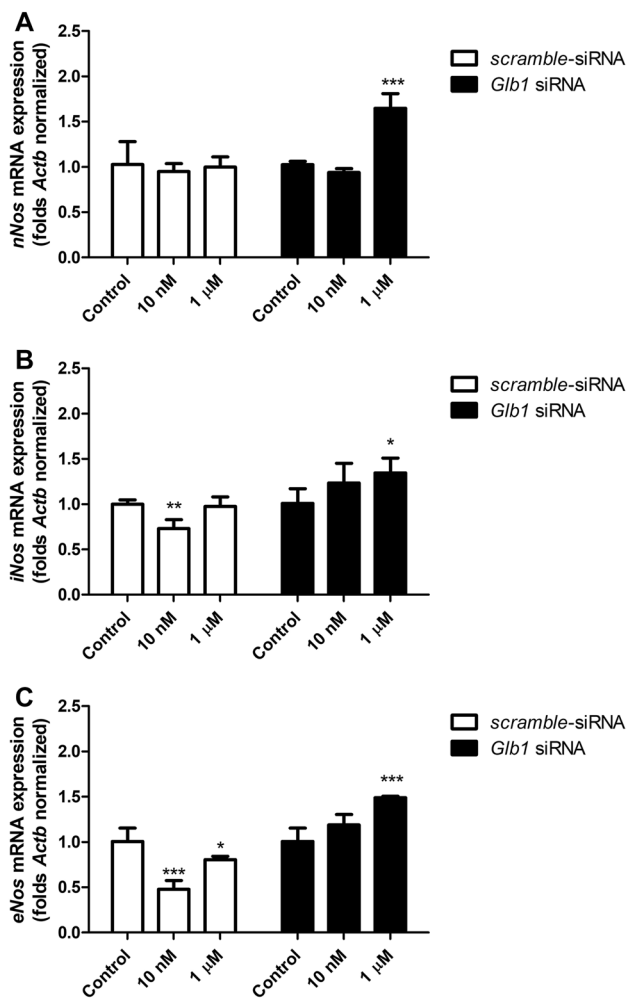 A
nNos mRNA expression
(folds Actb normalized)
2.5
2.0
1.5
1.0
0.5
0.0
***
Control
10 nM
1 μM
Control
10 nM
1 μM
scramble-siRNA
Glb1 siRNA
B
iNos mRNA expression
(folds Actb normalized)
2.5
2.0
1.5
1.0
0.5
0.0
**
*
Control
10 nM
1 μM
Control
10 nM
1 μM
scramble-siRNA
Glb1 siRNA
C
eNos mRNA expression
(folds Actb normalized)
2.5
2.0
1.5
1.0
0.5
0.0
***
*
***
Control
10 nM
1 μM
Control
10 nM
1 μM
scramble-siRNA
Glb1 siRNA